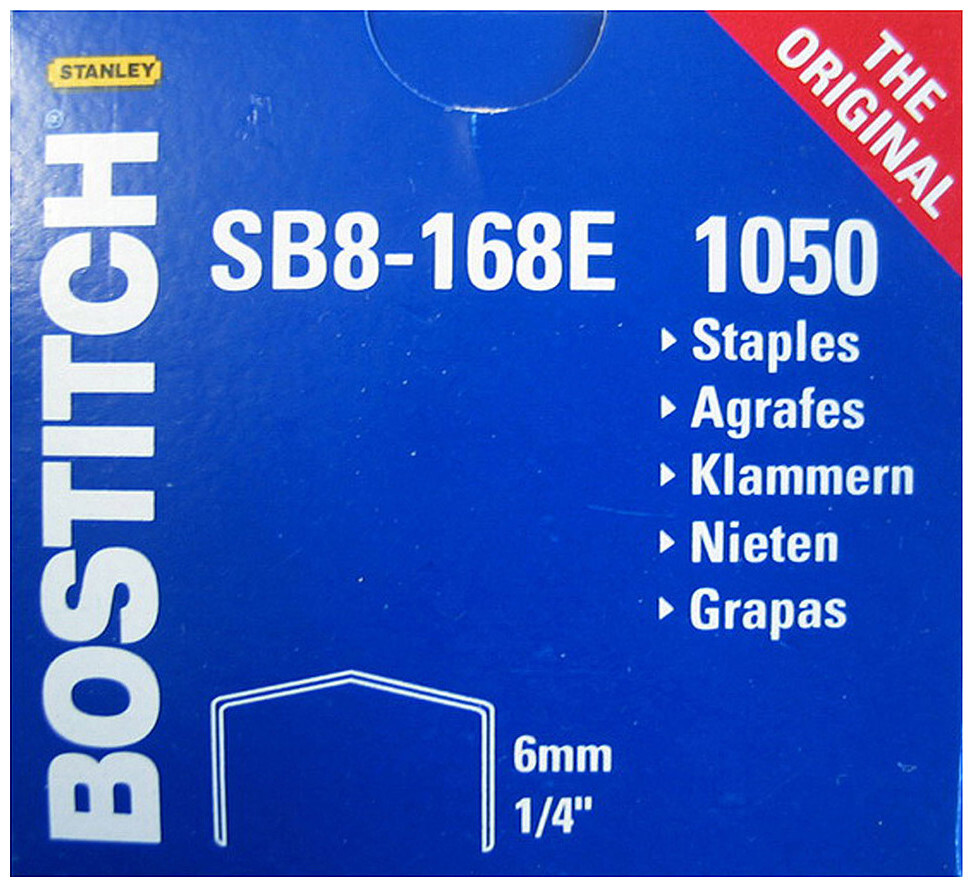 STANLEY
BOSTITCH®
THE
ORIGINAL
SB8-168E
1050
Staples
Agrafes
Klammern
Nieten
Grapas
6mm
1/4"